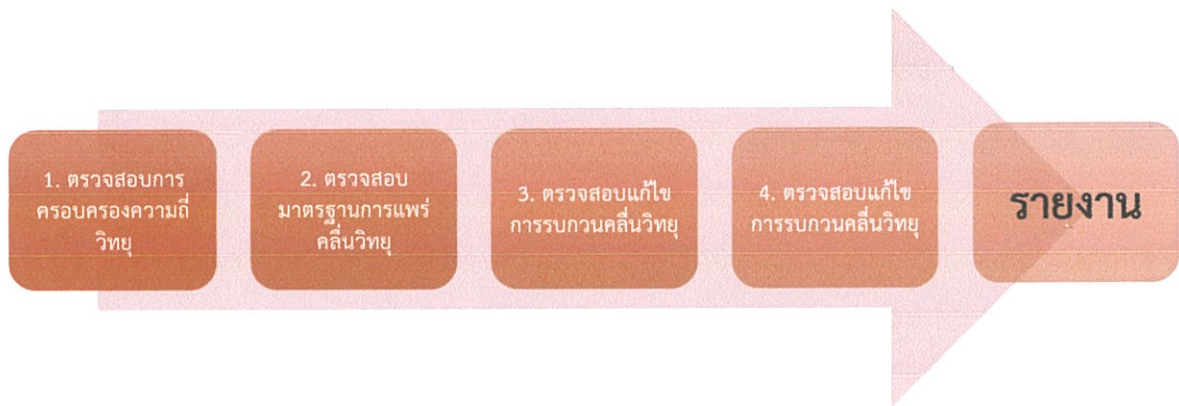 1. ตรวจสอบการ
ครอบครองความถี่
วิทยุ
2. ตรวจสอบ
มาตรฐานการแพร่
คลื่นวิทยุ
3. ตรวจสอบแก้ไข
การรบกวนคลื่นวิทยุ
4. ตรวจสอบแก้ไข
การรบกวนคลื่นวิทยุ
รายงาน